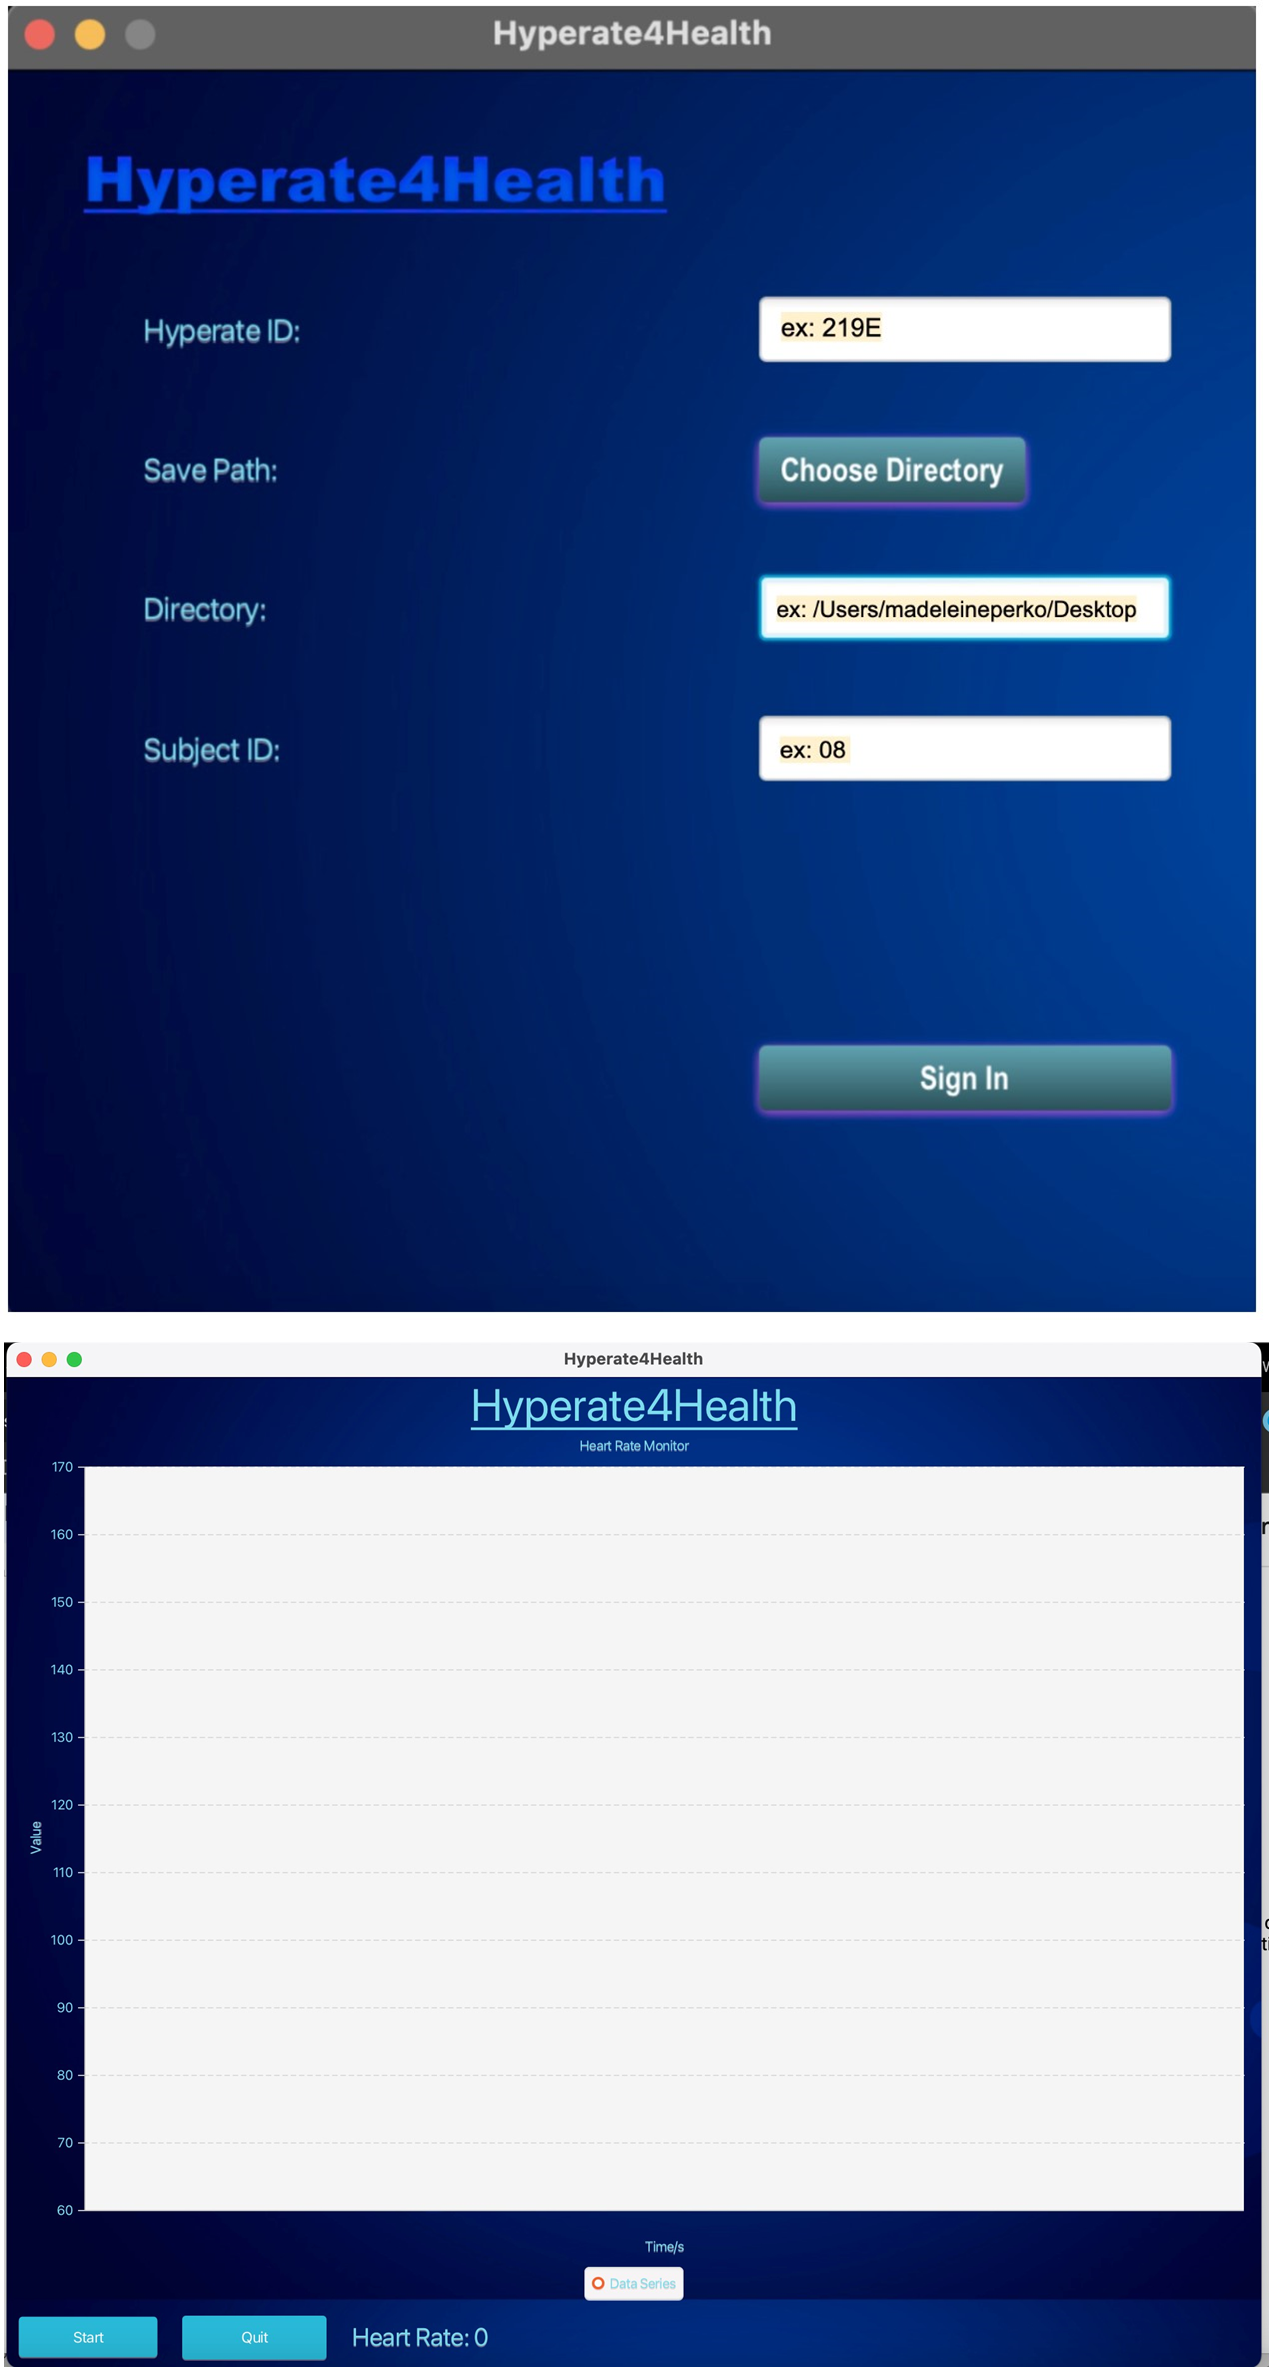 Hyperate4Health
Hyperate4Health
Hyperate ID:
ex: 219E
Save Path:
Choose Directory
Directory:
ex: /Users/madeleineperko/Desktop
Subject ID:
ex: 08
Sign In
Hyperate4Health
Hyperate4Health
Heart Rate Monitor
170
160
150
140
130
120
110
100
90
80
70
60
Value
Time/s
Data Series
Start
Quit
Heart Rate: 0